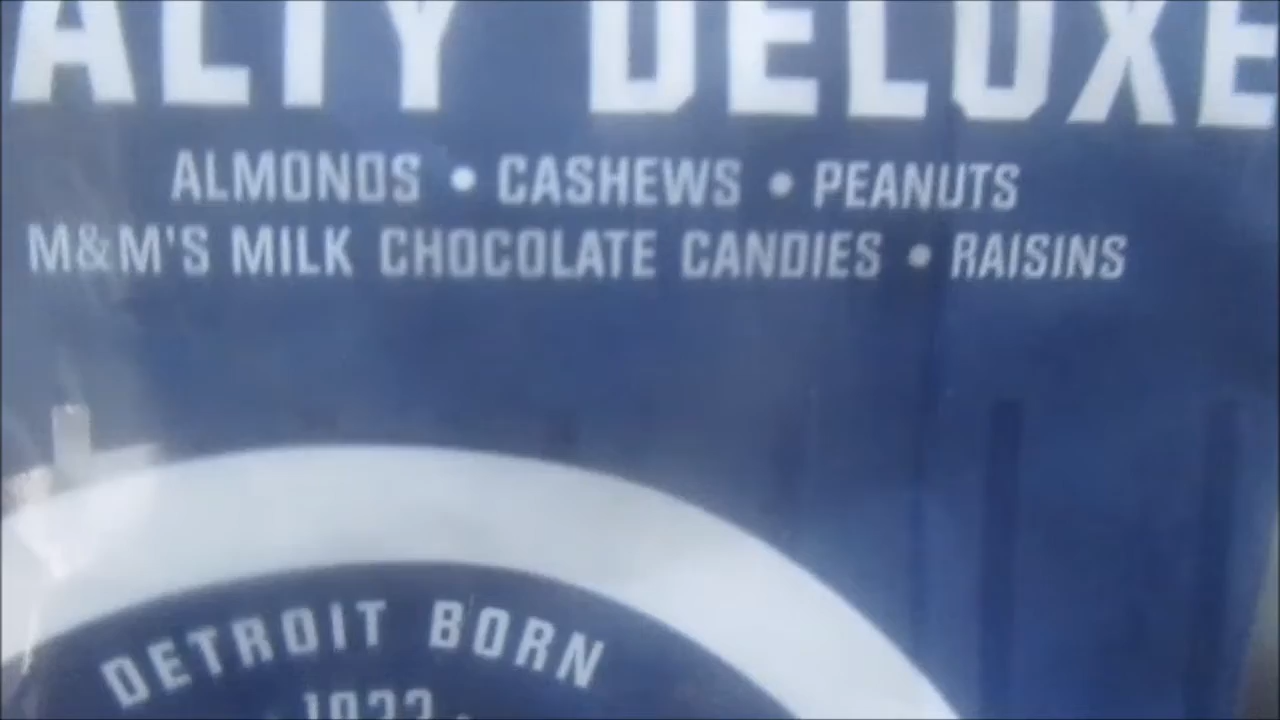 ALTY DELUXE
ALMONDS • CASHEWS • PEANUTS
M&M'S MILK CHOCOLATE CANDIES • RAISINS
DETROIT BORN